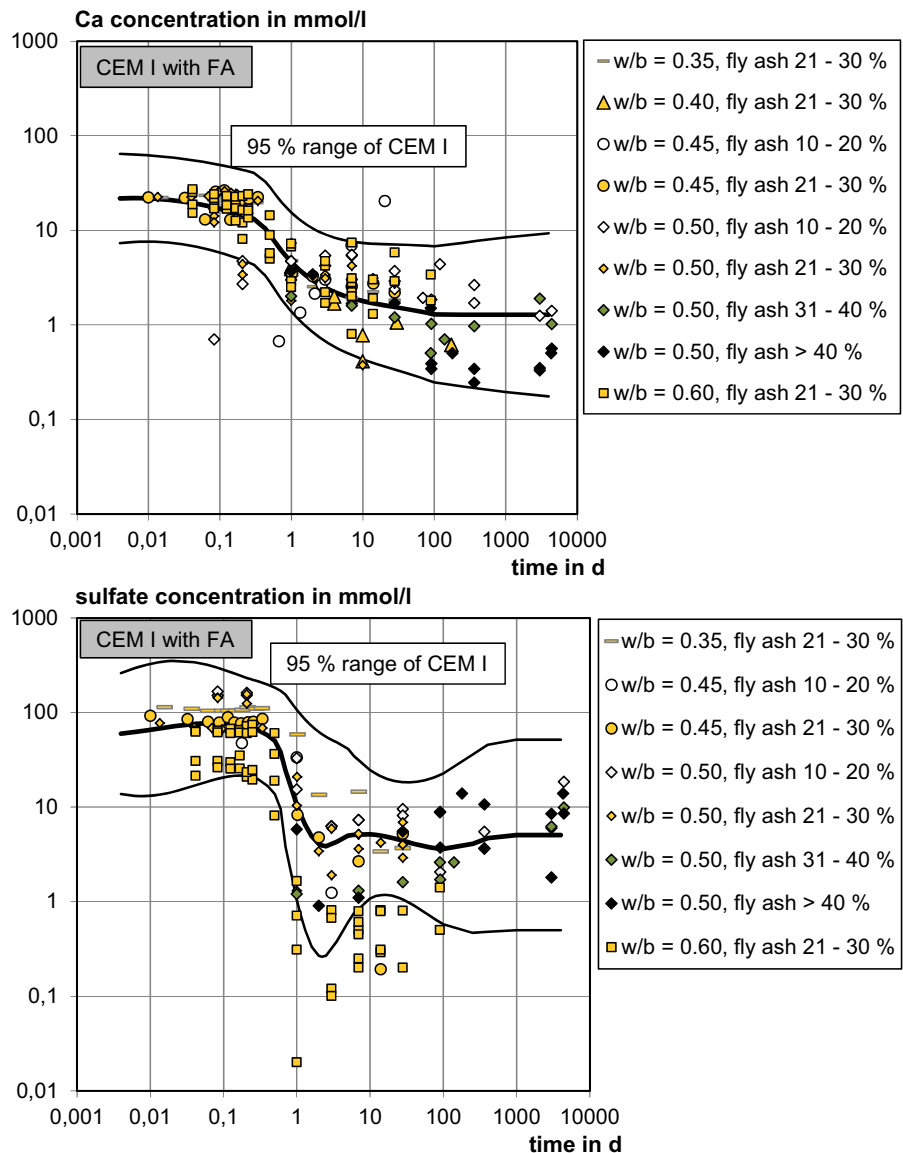 Ca concentration in mmol/l
1000
100
10
1
0,1
0,01
CEM I with FA
95 % range of CEM I
0,001 0,01 0,1 1 10 100 1000 10000
time in d
w/b = 0.35, fly ash 21 - 30 %
w/b = 0.40, fly ash 21 - 30 %
w/b = 0.45, fly ash 10 - 20 %
w/b = 0.45, fly ash 21 - 30 %
w/b = 0.50, fly ash 10 - 20 %
w/b = 0.50, fly ash 21 - 30 %
w/b = 0.50, fly ash 31 - 40 %
w/b = 0.50, fly ash > 40 %
w/b = 0.60, fly ash 21 - 30 %
sulfate concentration in mmol/l
1000
100
10
1
0,1
0,01
CEM I with FA
95 % range of CEM I
0,001 0,01 0,1 1 10 100 1000 10000
time in d
w/b = 0.35, fly ash 21 - 30 %
w/b = 0.45, fly ash 10 - 20 %
w/b = 0.45, fly ash 21 - 30 %
w/b = 0.50, fly ash 10 - 20 %
w/b = 0.50, fly ash 21 - 30 %
w/b = 0.50, fly ash 31 - 40 %
w/b = 0.50, fly ash > 40 %
w/b = 0.60, fly ash 21 - 30 %